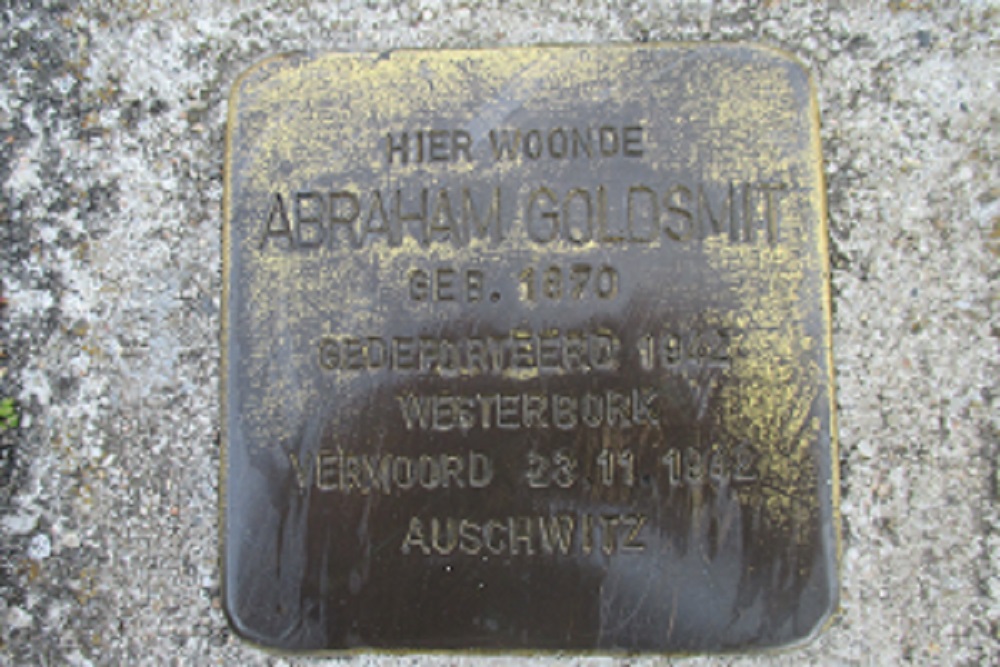 HIER WOONDE
ABRAHAM GOLDSMIT
GEB. 1870
GEDEPORTEERD 1942
WESTERBORK
VERMOORD 23.11.1942
AUSCHWITZ